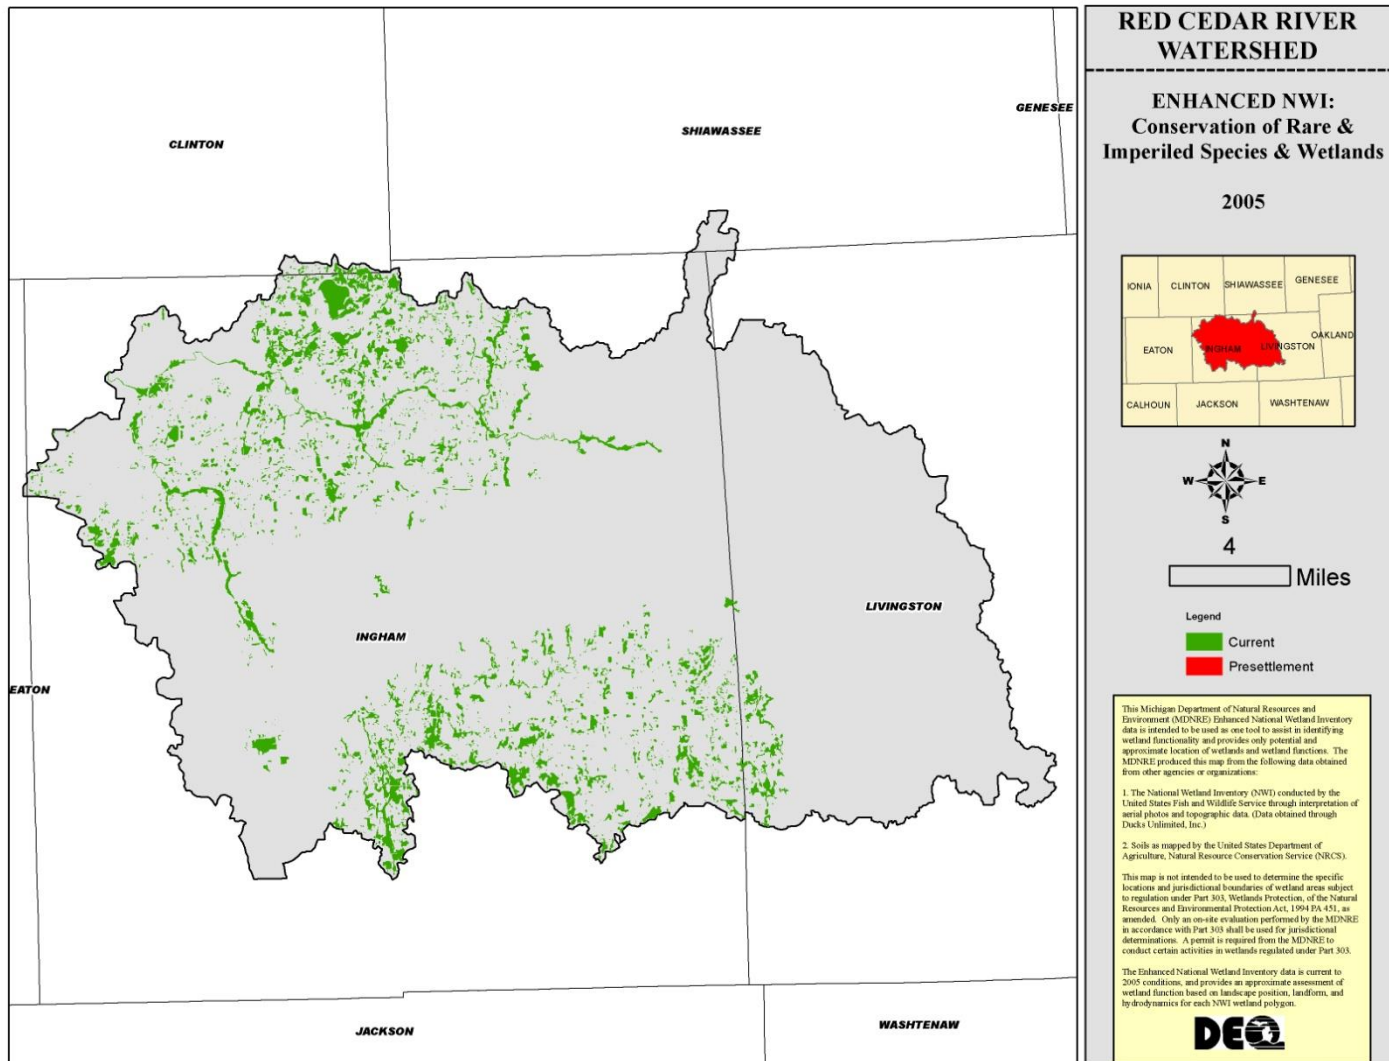 CLINTON
SHIAWASSEE
GENESEE
INGHAM
LIVINGSTON
EATON
JACKSON
WASHTENAW
RED CEDAR RIVER
WATERSHED
ENHANCED NWI:
Conservation of Rare &
Imperiled Species & Wetlands
2005
IONIA
CLINTON
SHIAWASSEE
GENESEE
EATON
INGHAM
LIVINGSTON
OAKLAND
CALHOUN
JACKSON
WASHTENAW
N
W
E
S
4
Miles
Legend
Current
Presettlement
This Michigan Department of Natural Resources and
Environment (MDNRE) Enhanced National Wetland Inventory
data is intended to be used as one tool to assist in identifying
wetland functionality and provides only potential and
approximate location of wetlands and wetland functions. The
MDNRE produced this map from the following data obtained
from other agencies or organizations:
1. The National Wetland Inventory (NWI) conducted by the
United States Fish and Wildlife Service through interpretation of
aerial photos and topographic data. (Data obtained through
Ducks Unlimited, Inc.)
2. Soils as mapped by the United States Department of
Agriculture, Natural Resource Conservation Service (NRCS).
This map is not intended to be used to determine the specific
locations and jurisdictional boundaries of wetland areas subject
to regulation under Part 303, Wetlands Protection, of the Natural
Resources and Environmental Protection Act, 1994 PA 451, as
amended. Only an on-site evaluation performed by the MDNRE
in accordance with Part 303 shall be used for jurisdictional
determinations. A permit is required from the MDNRE to
conduct certain activities in wetlands regulated under Part 303.
The Enhanced National Wetland Inventory data is current to
2005 conditions, and provides an approximate assessment of
wetland function based on landscape position, landform, and
hydrodynamics for each NWI wetland polygon.
DEQ